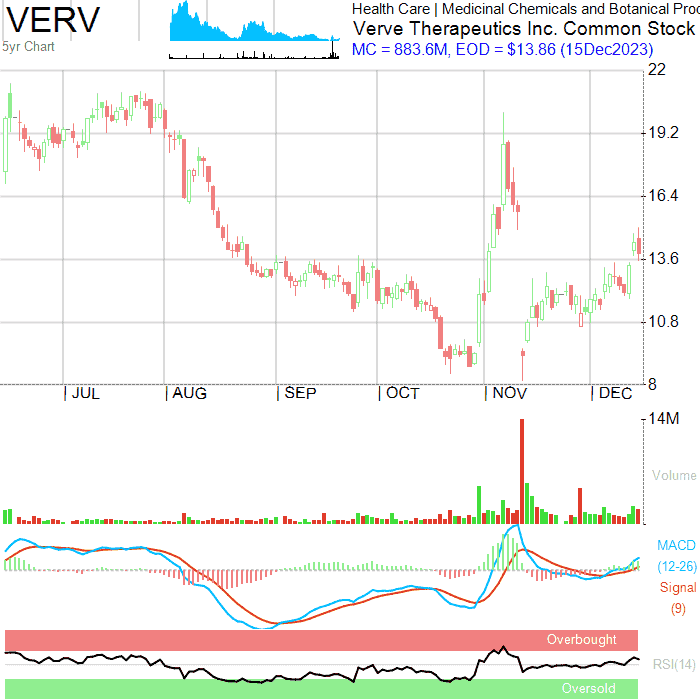 VERV
5yr Chart
Health Care | Medicinal Chemicals and Botanical Proc
Verve Therapeutics Inc. Common Stock
MC = 883.6M, EOD = $13.86 (15Dec2023)
22
19.2
16.4
13.6
10.8
8
JUL AUG SEP OCT NOV DEC
14M
Volume
MACD
(12-26)
Signal
(9)
Overbought
RSI(14)
Oversold